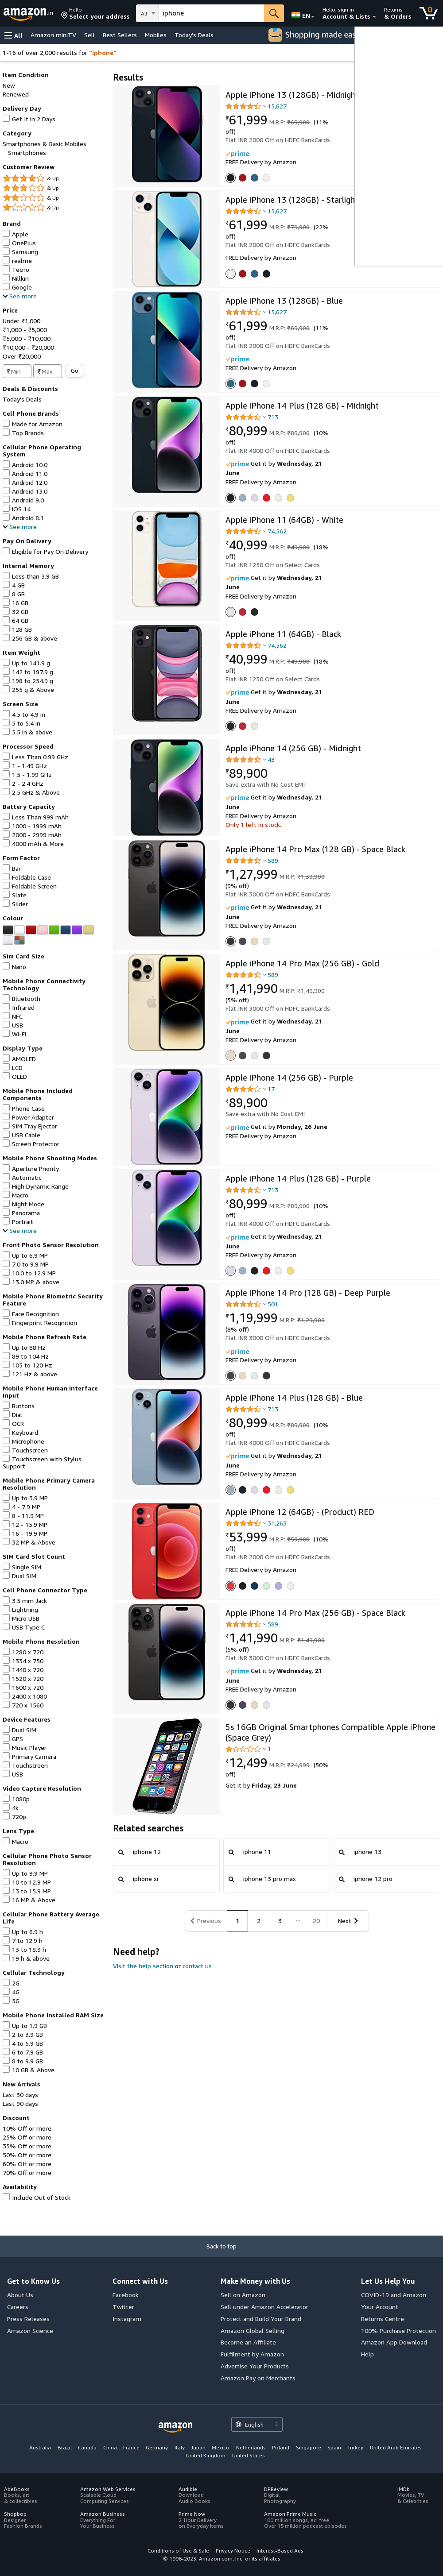 amazon.in
Hello
Select your address
All
iphone
EN
Hello, sign in
Account & Lists
Returns
& Orders
0
All
Amazon miniTV
Sell
Best Sellers
Mobiles
Today's Deals
Shopping made eas
1-16 of over 2,000 results for "iphone"
Item Condition
New
Renewed
Delivery Day
Get It in 2 Days
Category
Smartphones & Basic Mobiles
Smartphones
Customer Review
& Up
& Up
& Up
& Up
Brand
Apple
OnePlus
Samsung
realme
Tecno
Nillkin
Google
See more
Price
Under ₹1,000
₹1,000 - ₹5,000
₹5,000 - ₹10,000
₹10,000 - ₹20,000
Over ₹20,000
₹Min
₹Max
Go
Deals & Discounts
Today's Deals
Cell Phone Brands
Made for Amazon
Top Brands
Cellular Phone Operating
System
Android 10.0
Android 11.0
Android 12.0
Android 13.0
Android 9.0
iOS 14
Android 8.1
See more
Pay On Delivery
Eligible for Pay On Delivery
Internal Memory
Less than 3.9 GB
4 GB
8 GB
16 GB
32 GB
64 GB
128 GB
256 GB & above
Item Weight
Up to 141.9 g
142 to 197.9 g
198 to 254.9 g
255 g & Above
Screen Size
4.5 to 4.9 in
5 to 5.4 in
5.5 in & above
Processor Speed
Less Than 0.99 GHz
1 - 1.49 GHz
1.5 - 1.99 GHz
2 - 2.4 GHz
2.5 GHz & Above
Battery Capacity
Less Than 999 mAh
1000 - 1999 mAh
2000 - 2999 mAh
4000 mAh & More
Form Factor
Bar
Foldable Case
Foldable Screen
Slate
Slider
Colour
Sim Card Size
Nano
Mobile Phone Connectivity
Technology
Bluetooth
Infrared
NFC
USB
Wi-Fi
Display Type
AMOLED
LCD
OLED
Mobile Phone Included
Components
Phone Case
Power Adapter
SIM Tray Ejector
USB Cable
Screen Protector
Mobile Phone Shooting Modes
Aperture Priority
Automatic
High Dynamic Range
Macro
Night Mode
Panorama
Portrait
See more
Front Photo Sensor Resolution
Up to 6.9 MP
7.0 to 9.9 MP
10.0 to 12.9 MP
13.0 MP & above
Mobile Phone Biometric Security
Feature
Face Recognition
Fingerprint Recognition
Mobile Phone Refresh Rate
Up to 88 Hz
89 to 104 Hz
105 to 120 Hz
121 Hz & above
Mobile Phone Human Interface
Input
Buttons
Dial
OCR
Keyboard
Microphone
Touchscreen
Touchscreen with Stylus
Support
Mobile Phone Primary Camera
Resolution
Up to 3.9 MP
4 - 7.9 MP
8 - 11.9 MP
12 - 15.9 MP
16 - 19.9 MP
32 MP & Above
SIM Card Slot Count
Single SIM
Dual SIM
Cell Phone Connector Type
3.5 mm Jack
Lightning
Micro USB
USB Type C
Mobile Phone Resolution
1280 x 720
1334 x 750
1440 x 720
1520 x 720
1600 x 720
2400 x 1080
720 x 1560
Device Features
Dual SIM
GPS
Music Player
Primary Camera
Touchscreen
USB
Video Capture Resolution
1080p
4k
720p
Lens Type
Macro
Cellular Phone Photo Sensor
Resolution
Up to 9.9 MP
10 to 12.9 MP
13 to 15.9 MP
16 MP & Above
Cellular Phone Battery Average
Life
Up to 6.9 h
7 to 12.9 h
13 to 18.9 h
19 h & above
Cellular Technology
2G
4G
5G
Mobile Phone Installed RAM Size
Up to 1.9 GB
2 to 3.9 GB
4 to 5.9 GB
6 to 7.9 GB
8 to 9.9 GB
10 GB & Above
New Arrivals
Last 30 days
Last 90 days
Discount
10% Off or more
25% Off or more
35% Off or more
50% Off or more
60% Off or more
70% Off or more
Availability
Include Out of Stock
Results
Apple iPhone 13 (128GB) - Midnigh
15,627
₹61,999 M.R.P: ₹69,900 (11%
off)
Flat INR 2000 Off on HDFC BankCards
prime
FREE Delivery by Amazon
Apple iPhone 13 (128GB) - Starligh
15,627
₹61,999 M.R.P: ₹79,900 (22%
off)
Flat INR 2000 Off on HDFC BankCards
FREE Delivery by Amazon
Apple iPhone 13 (128GB) - Blue
15,627
₹61,999 M.R.P: ₹69,900 (11%
off)
Flat INR 2000 Off on HDFC BankCards
prime
FREE Delivery by Amazon
Apple iPhone 14 Plus (128 GB) - Midnight
713
₹80,999 M.R.P: ₹89,900 (10%
off)
Flat INR 4000 Off on HDFC BankCards
prime Get it by Wednesday, 21
June
FREE Delivery by Amazon
Apple iPhone 11 (64GB) - White
74,562
₹40,999 M.R.P: ₹49,900 (18%
off)
Flat INR 1250 Off on Select Cards
prime Get it by Wednesday, 21
June
FREE Delivery by Amazon
Apple iPhone 11 (64GB) - Black
74,562
₹40,999 M.R.P: ₹49,900 (18%
off)
Flat INR 1250 Off on Select Cards
prime Get it by Wednesday, 21
June
FREE Delivery by Amazon
Apple iPhone 14 (256 GB) - Midnight
43
₹89,900
Save extra with No Cost EMI
prime Get it by Wednesday, 21
June
FREE Delivery by Amazon
Only 1 left in stock.
Apple iPhone 14 Pro Max (128 GB) - Space Black
589
₹1,27,999 M.R.P: ₹1,39,900
(9% off)
Flat INR 3000 Off on HDFC BankCards
prime Get it by Wednesday, 21
June
FREE Delivery by Amazon
Apple iPhone 14 Pro Max (256 GB) - Gold
589
₹1,41,990 M.R.P: ₹1,49,900
(5% off)
Flat INR 3000 Off on HDFC BankCards
prime Get it by Wednesday, 21
June
FREE Delivery by Amazon
Apple iPhone 14 (256 GB) - Purple
17
₹89,900
Save extra with No Cost EMI
prime Get it by Monday, 26 June
FREE Delivery by Amazon
Apple iPhone 14 Plus (128 GB) - Purple
713
₹80,999 M.R.P: ₹89,900 (10%
off)
Flat INR 4000 Off on HDFC BankCards
prime Get it by Wednesday, 21
June
FREE Delivery by Amazon
Apple iPhone 14 Pro (128 GB) - Deep Purple
501
₹1,19,999 M.R.P: ₹1,29,900
(8% off)
Flat INR 3000 Off on HDFC BankCards
prime
FREE Delivery by Amazon
Apple iPhone 14 Plus (128 GB) - Blue
713
₹80,999 M.R.P: ₹89,900 (10%
off)
Flat INR 4000 Off on HDFC BankCards
prime Get it by Wednesday, 21
June
FREE Delivery by Amazon
Apple iPhone 12 (64GB) - (Product) RED
31,263
₹53,999 M.R.P: ₹59,900 (10%
off)
Flat INR 2000 Off on HDFC BankCards
FREE Delivery by Amazon
Apple iPhone 14 Pro Max (256 GB) - Space Black
589
₹1,41,990 M.R.P: ₹1,49,900
(5% off)
Flat INR 3000 Off on HDFC BankCards
prime Get it by Wednesday, 21
June
FREE Delivery by Amazon
5s 16GB Original Smartphones Compatible Apple iPhone
(Space Grey)
1
₹12,499 M.R.P: ₹24,999 (50%
off)
Get it by Friday, 23 June
Related searches
iphone 12
iphone 11
iphone 13
iphone xr
iphone 13 pro max
iphone 12 pro
Previous
1
2
3
...
20
Next
Need help?
Visit the help section or contact us
Back to top
Get to Know Us
About Us
Careers
Press Releases
Amazon Science
Connect with Us
Facebook
Twitter
Instagram
Make Money with Us
Sell on Amazon
Sell under Amazon Accelerator
Protect and Build Your Brand
Amazon Global Selling
Become an Affiliate
Fulfilment by Amazon
Advertise Your Products
Amazon Pay on Merchants
Let Us Help You
COVID-19 and Amazon
Your Account
Returns Centre
100% Purchase Protection
Amazon App Download
Help
amazon
English
Australia Brazil Canada China France Germany Italy Japan Mexico Netherlands Poland Singapore Spain Turkey United Arab Emirates
United Kingdom United States
AbeBooks
Books, art
& collectibles
Amazon Web Services
Scalable Cloud
Computing Services
Audible
Download
Audio Books
DPReview
Digital
Photography
IMDb
Movies, TV
& Celebrities
Shopbop
Designer
Fashion Brands
Amazon Business
Everything For
Your Business
Prime Now
2-Hour Delivery
on Everyday Items
Amazon Prime Music
100 million songs, ad-free
Over 15 million podcast episodes
Conditions of Use & Sale Privacy Notice Interest-Based Ads
© 1996-2023, Amazon.com, Inc. or its affiliates